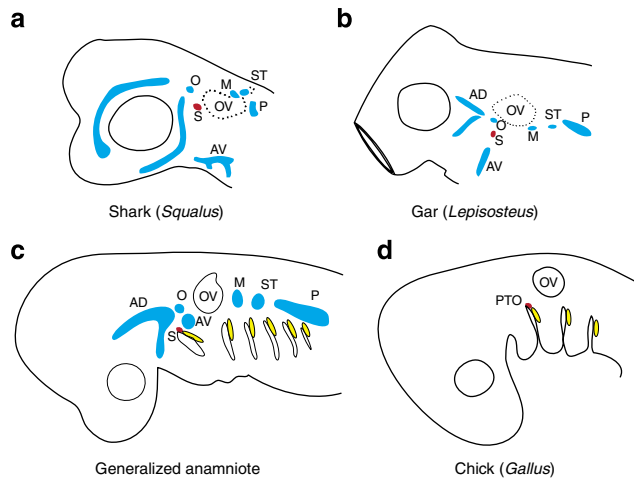 a
O
M
ST
OV
P
S
AV
Shark (Squalus)
b
AD
OV
O
S
M
ST
P
AV
Gar (Lepisosteus)
c
AD
O
OV
M
ST
P
AV
S
Generalized anamniote
d
OV
PTO
Chick (Gallus)